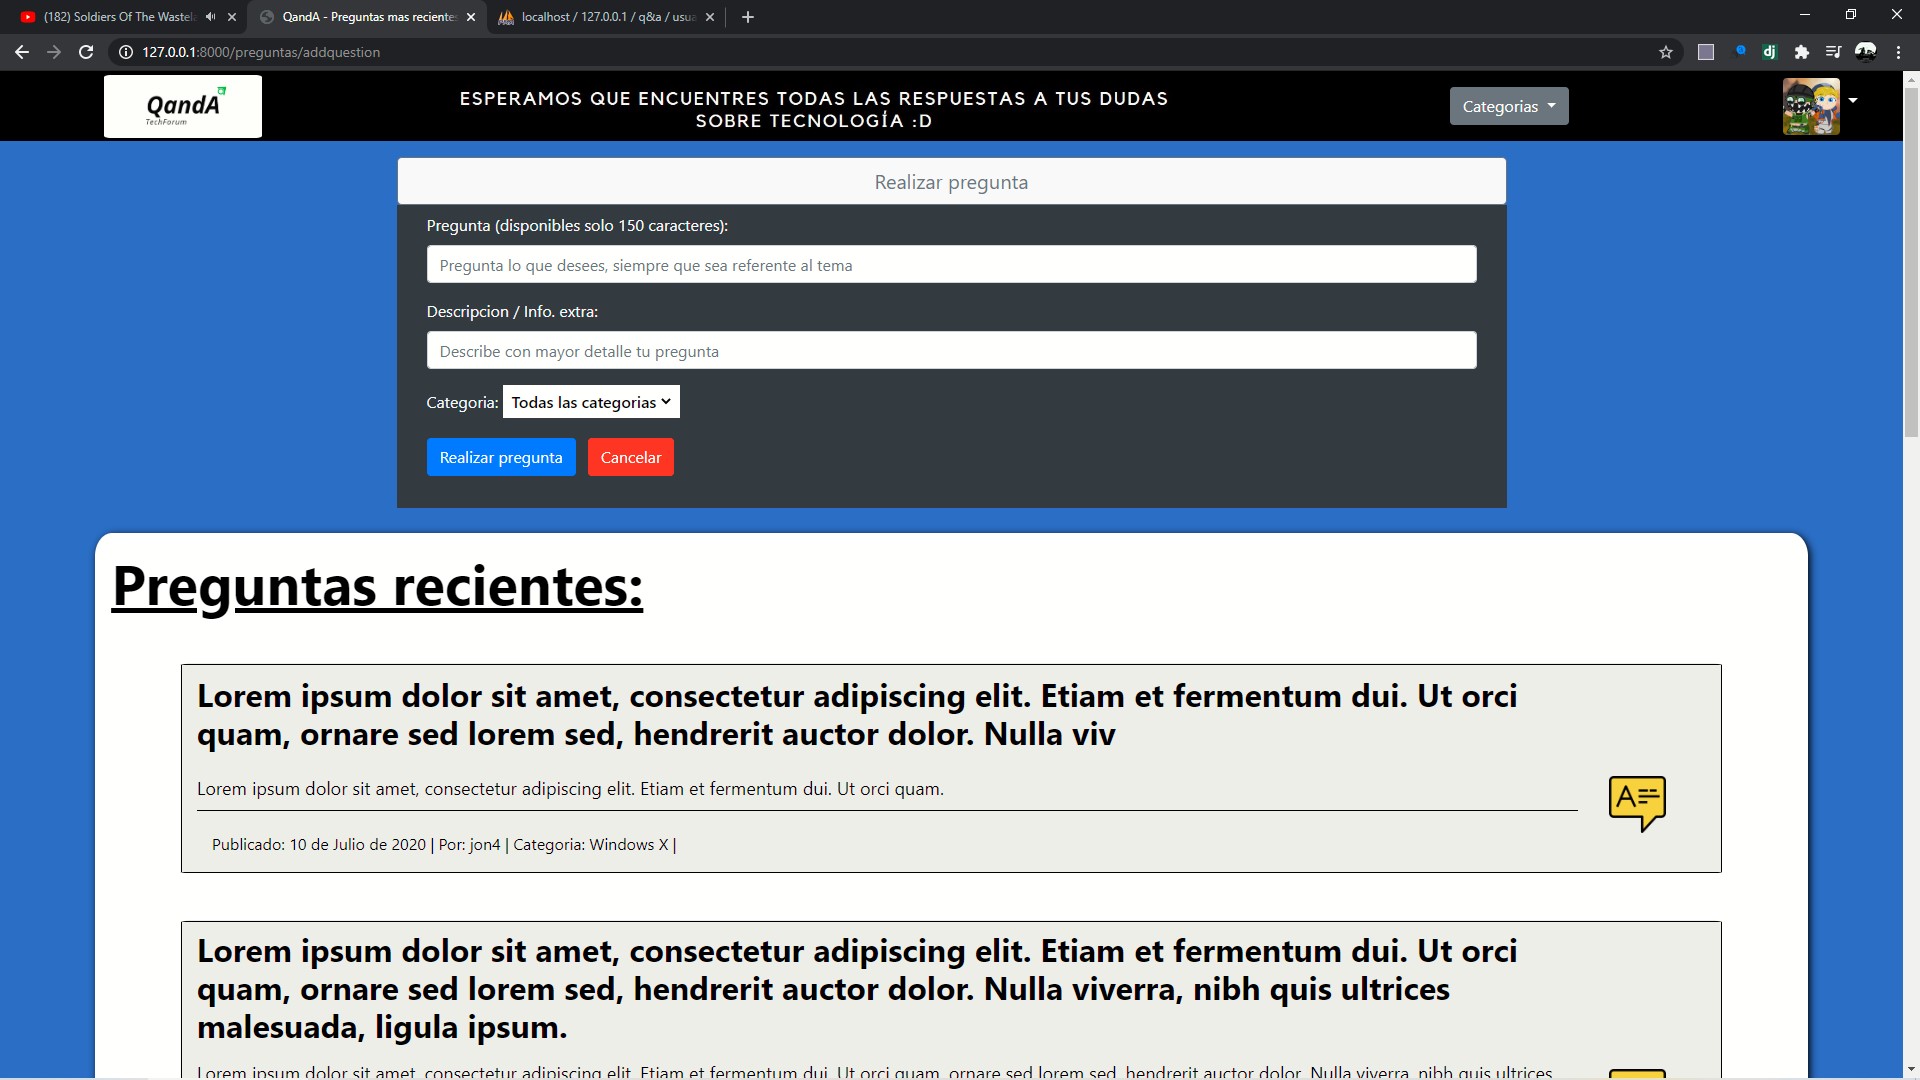 (182) Soldiers Of The Wastela
QandA - Preguntas mas recientes
localhost / 127.0.0.1 / q&a / usua
127.0.0.1:8000/preguntas/addquestion
dj
QandA
TechForum
ESPERAMOS QUE ENCUENTRES TODAS LAS RESPUESTAS A TUS DUDAS
SOBRE TECNOLOGÍA :D
Categorias
Realizar pregunta
Pregunta (disponibles solo 150 caracteres):
Pregunta lo que desees, siempre que sea referente al tema
Descripcion / Info. extra:
Describe con mayor detalle tu pregunta
Categoria: Todas las categorias
Realizar pregunta Cancelar
Preguntas recientes:
Lorem ipsum dolor sit amet, consectetur adipiscing elit. Etiam et fermentum dui. Ut orci
quam, ornare sed lorem sed, hendrerit auctor dolor. Nulla viv
Lorem ipsum dolor sit amet, consectetur adipiscing elit. Etiam et fermentum dui. Ut orci quam.
A
Publicado: 10 de Julio de 2020 | Por: jon4 | Categoria: Windows X |
Lorem ipsum dolor sit amet, consectetur adipiscing elit. Etiam et fermentum dui. Ut orci
quam, ornare sed lorem sed, hendrerit auctor dolor. Nulla viverra, nibh quis ultrices
malesuada, ligula ipsum.
Lorem ipsum dolor sit amet, consectetur adipiscing elit. Etiam et fermentum dui. Ut orci quam, ornare sed lorem sed, hendrerit auctor dolor. Nulla viverra, nibh quis ultrices